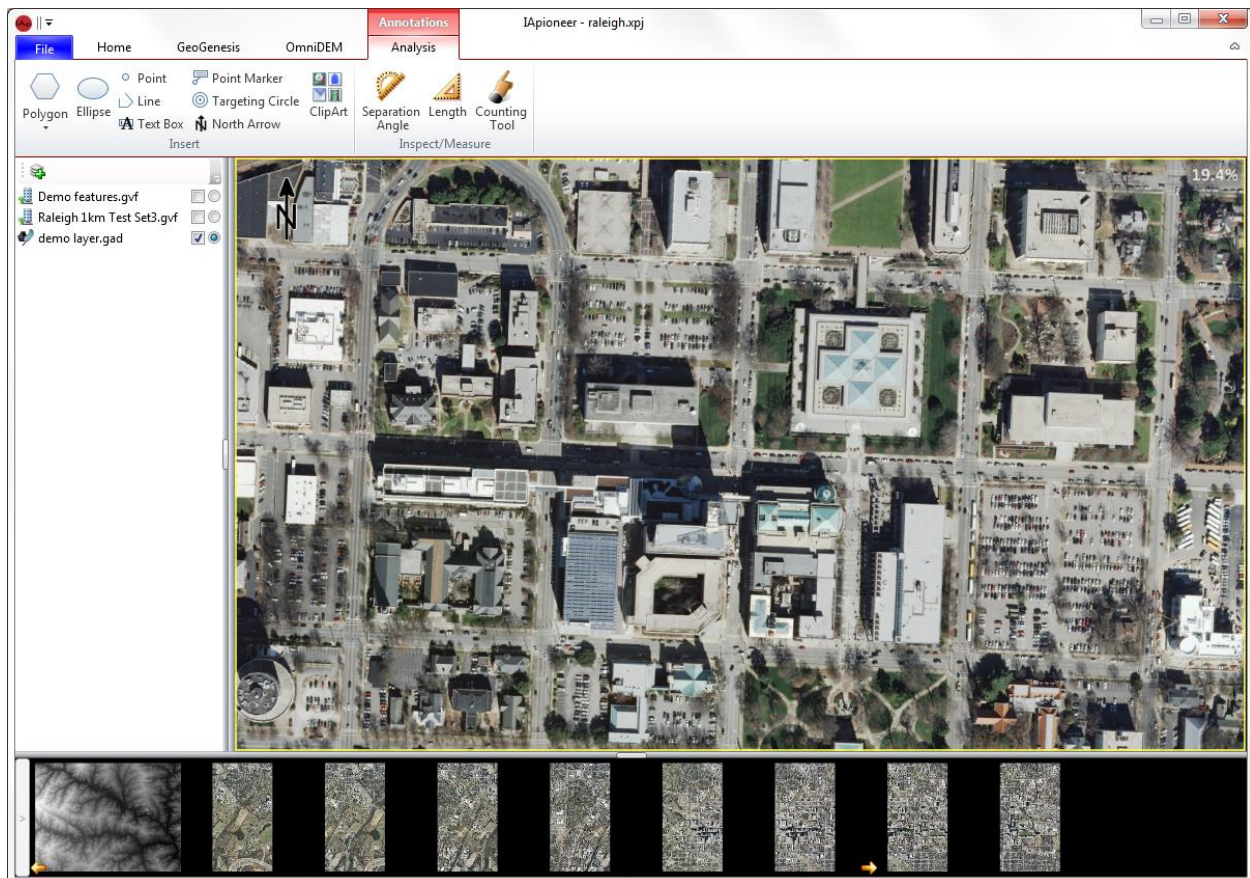 Annotations
IApioneer - raleigh.xpj
File Home GeoGenesis OmniDEM Analysis
Polygon
Ellipse
Point
Line
Text Box
Point Marker
Targeting Circle
North Arrow
ClipArt
Insert
Separation
Angle
Length
Counting
Tool
Inspect/Measure
Demo features.gvf
Raleigh 1km Test Set3.gvf
demo layer.gad
N
19.4%